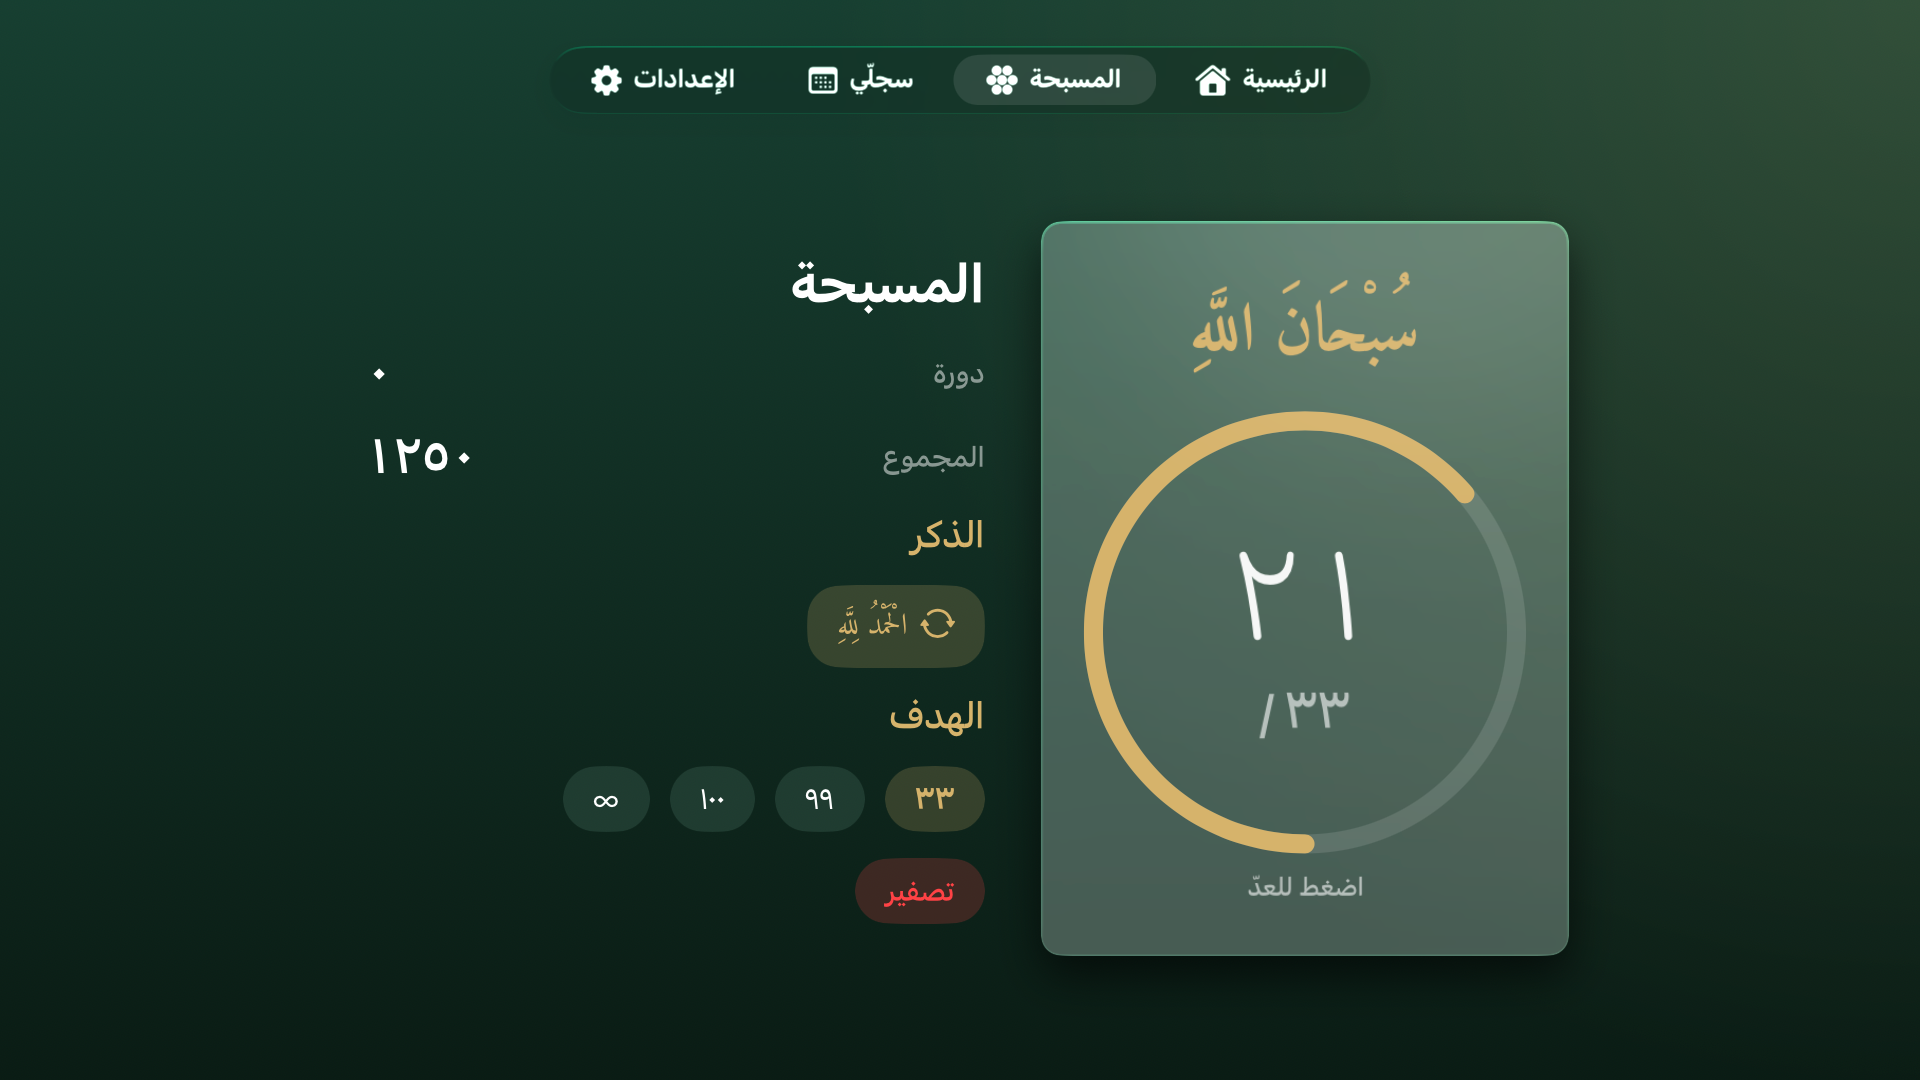 الرئيسية
المسبحة
سجلّي
الإعدادات
سُبْحَانَ اللَّهِ
٢١
/ ٣٣
اضغط للعدّ
المسبحة
دورة ٠
المجموع ١٢٥٠
الذكر
الْحَمْدُ لِلَّهِ
الهدف
٣٣
٩٩
١٠٠
∞
تصفير